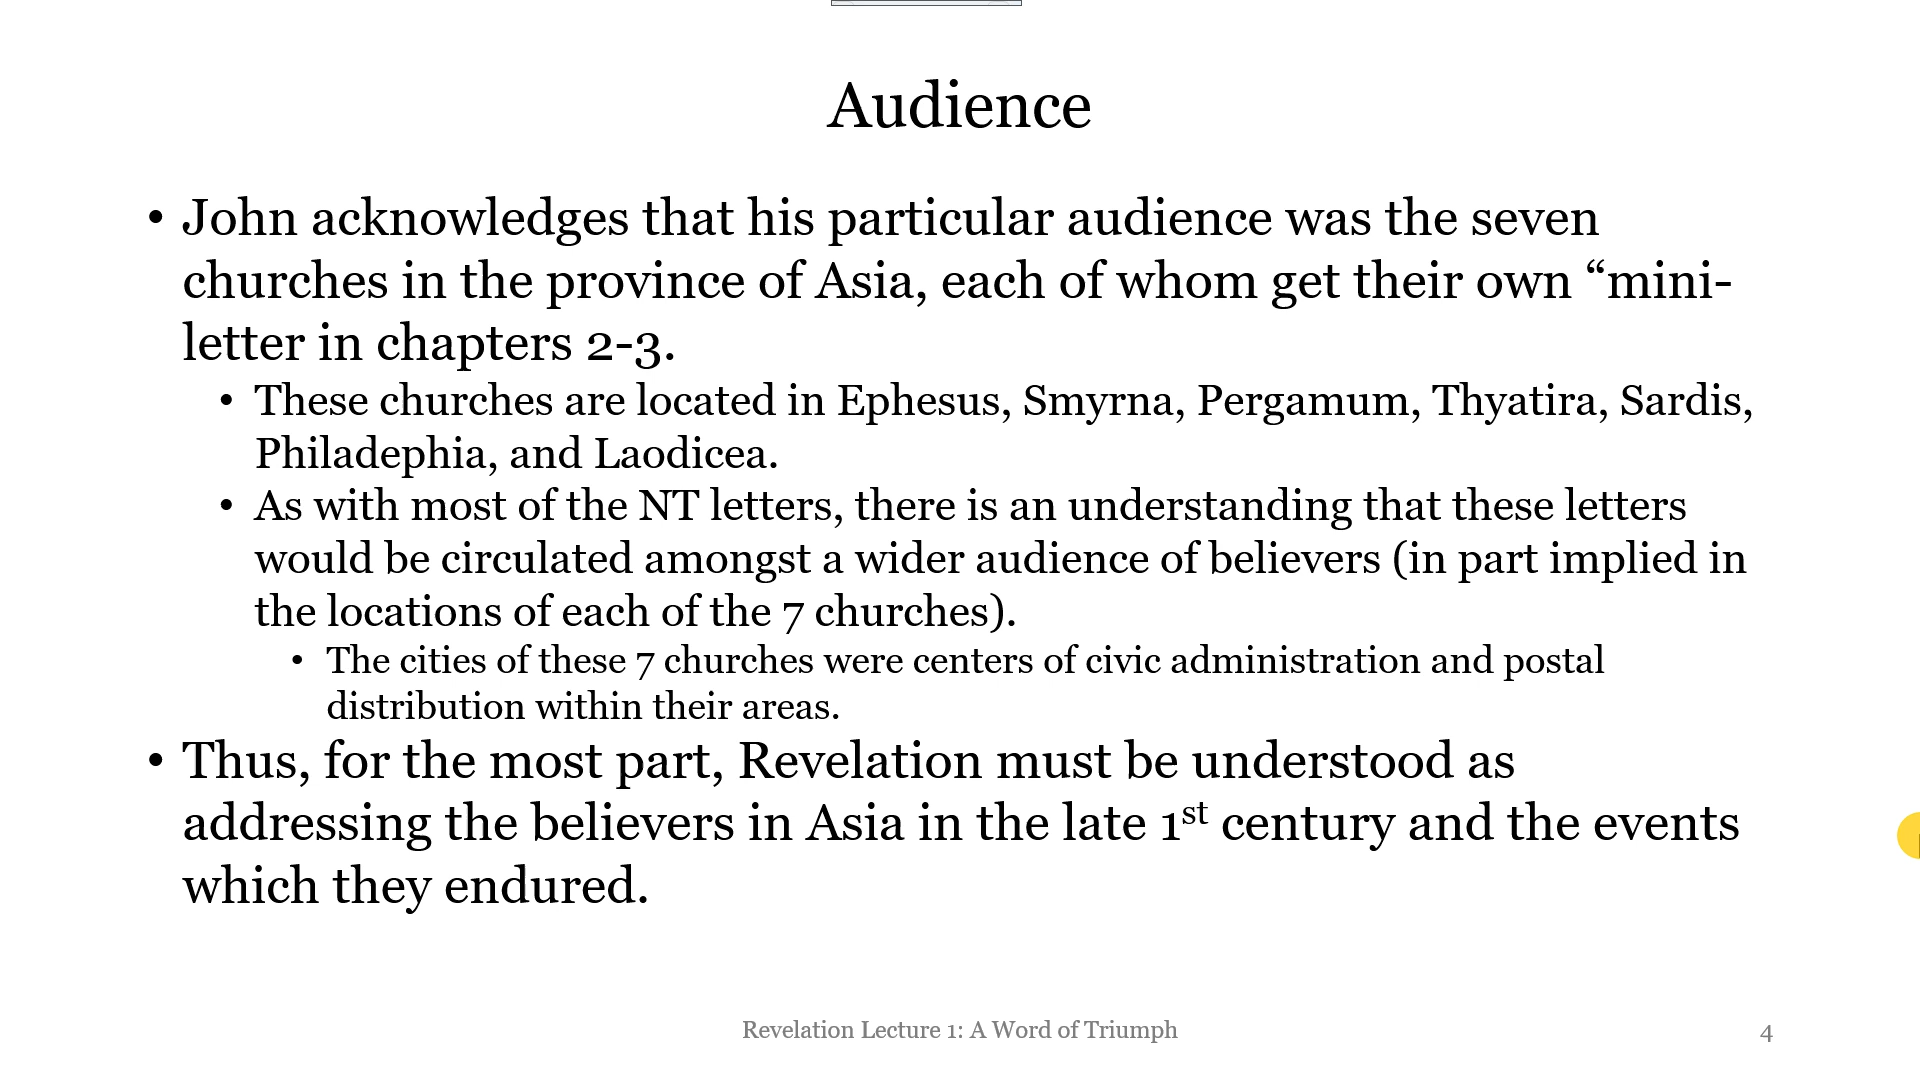 Audience
• John acknowledges that his particular audience was the seven
churches in the province of Asia, each of whom get their own “mini-
letter in chapters 2-3.
• These churches are located in Ephesus, Smyrna, Pergamum, Thyatira, Sardis,
Philadephia, and Laodicea.
• As with most of the NT letters, there is an understanding that these letters
would be circulated amongst a wider audience of believers (in part implied in
the locations of each of the 7 churches).
• The cities of these 7 churches were centers of civic administration and postal
distribution within their areas.
• Thus, for the most part, Revelation must be understood as
addressing the believers in Asia in the late 1st century and the events
which they endured.
Revelation Lecture 1: A Word of Triumph
4